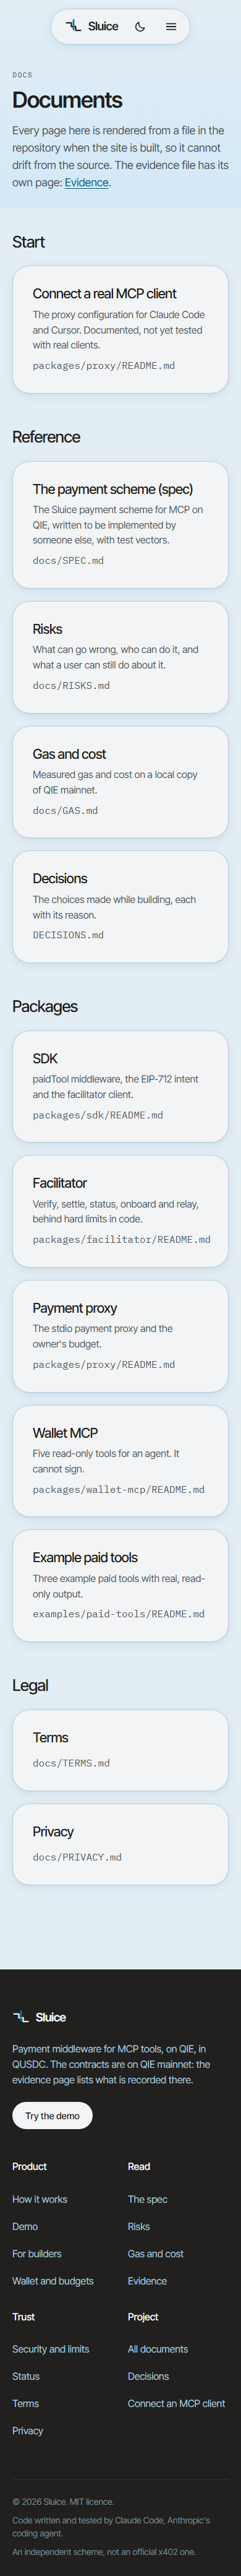 Sluice
DOCS
Documents
Every page here is rendered from a file in the
repository when the site is built, so it cannot
drift from the source. The evidence file has its
own page: Evidence.
Start
Connect a real MCP client
The proxy configuration for Claude Code
and Cursor. Documented, not yet tested
with real clients.
packages/proxy/README.md
Reference
The payment scheme (spec)
The Sluice payment scheme for MCP on
QIE, written to be implemented by
someone else, with test vectors.
docs/SPEC.md
Risks
What can go wrong, who can do it, and
what a user can still do about it.
docs/RISKS.md
Gas and cost
Measured gas and cost on a local copy
of QIE mainnet.
docs/GAS.md
Decisions
The choices made while building, each
with its reason.
DECISIONS.md
Packages
SDK
paidTool middleware, the EIP-712 intent
and the facilitator client.
packages/sdk/README.md
Facilitator
Verify, settle, status, onboard and relay,
behind hard limits in code.
packages/facilitator/README.md
Payment proxy
The stdio payment proxy and the
owner's budget.
packages/proxy/README.md
Wallet MCP
Five read-only tools for an agent. It
cannot sign.
packages/wallet-mcp/README.md
Example paid tools
Three example paid tools with real, read-
only output.
examples/paid-tools/README.md
Legal
Terms
docs/TERMS.md
Privacy
docs/PRIVACY.md
Sluice
Payment middleware for MCP tools, on QIE, in
QUSDC. The contracts are on QIE mainnet: the
evidence page lists what is recorded there.
Try the demo
Product
How it works
Demo
For builders
Wallet and budgets
Read
The spec
Risks
Gas and cost
Evidence
Trust
Security and limits
Status
Terms
Privacy
Project
All documents
Decisions
Connect an MCP client
© 2026 Sluice. MIT licence.
Code written and tested by Claude Code, Anthropic's
coding agent.
An independent scheme, not an official x402 one.